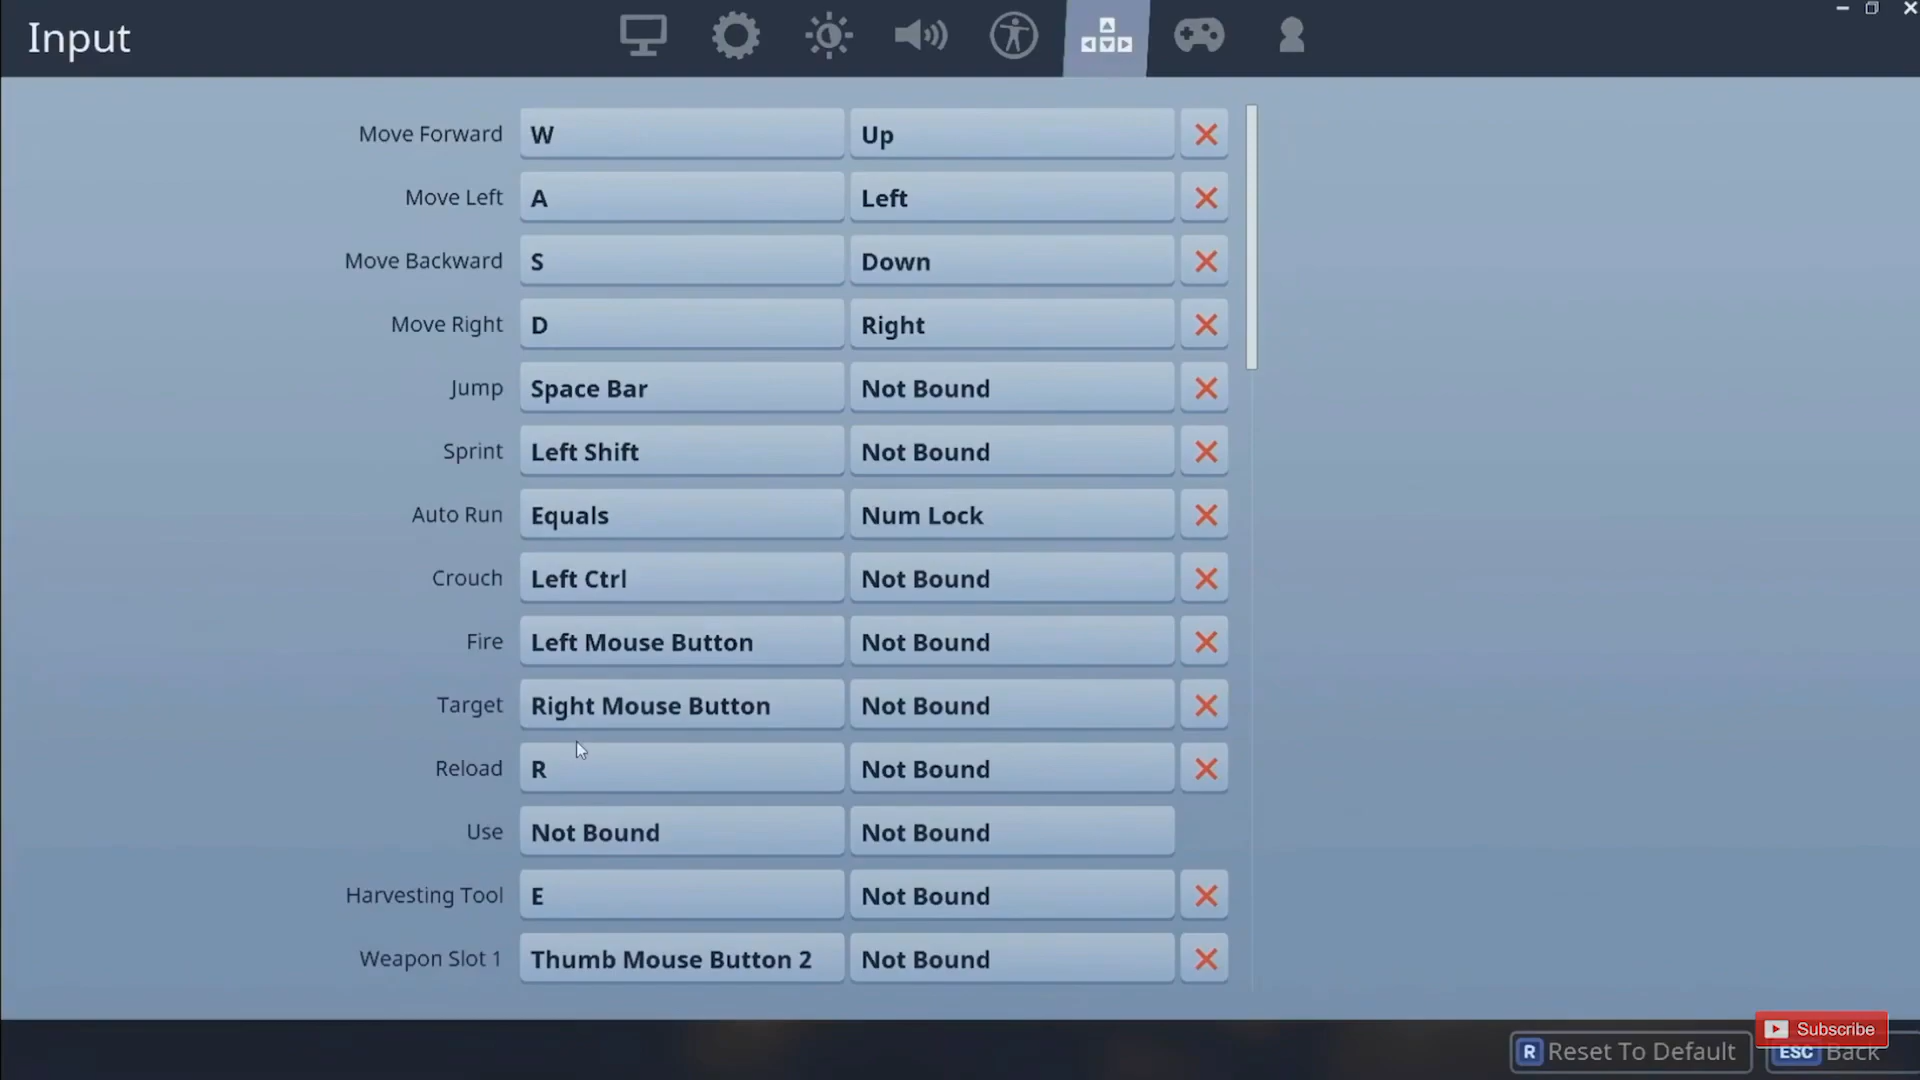 Input
Move Forward W Up
Move Left A Left
Move Backward S Down
Move Right D Right
Jump Space Bar Not Bound
Sprint Left Shift Not Bound
Auto Run Equals Num Lock
Crouch Left Ctrl Not Bound
Fire Left Mouse Button Not Bound
Target Right Mouse Button Not Bound
Reload R Not Bound
Use Not Bound Not Bound
Harvesting Tool E Not Bound
Weapon Slot 1 Thumb Mouse Button 2 Not Bound
Subscribe
R Reset To Default ESC Back